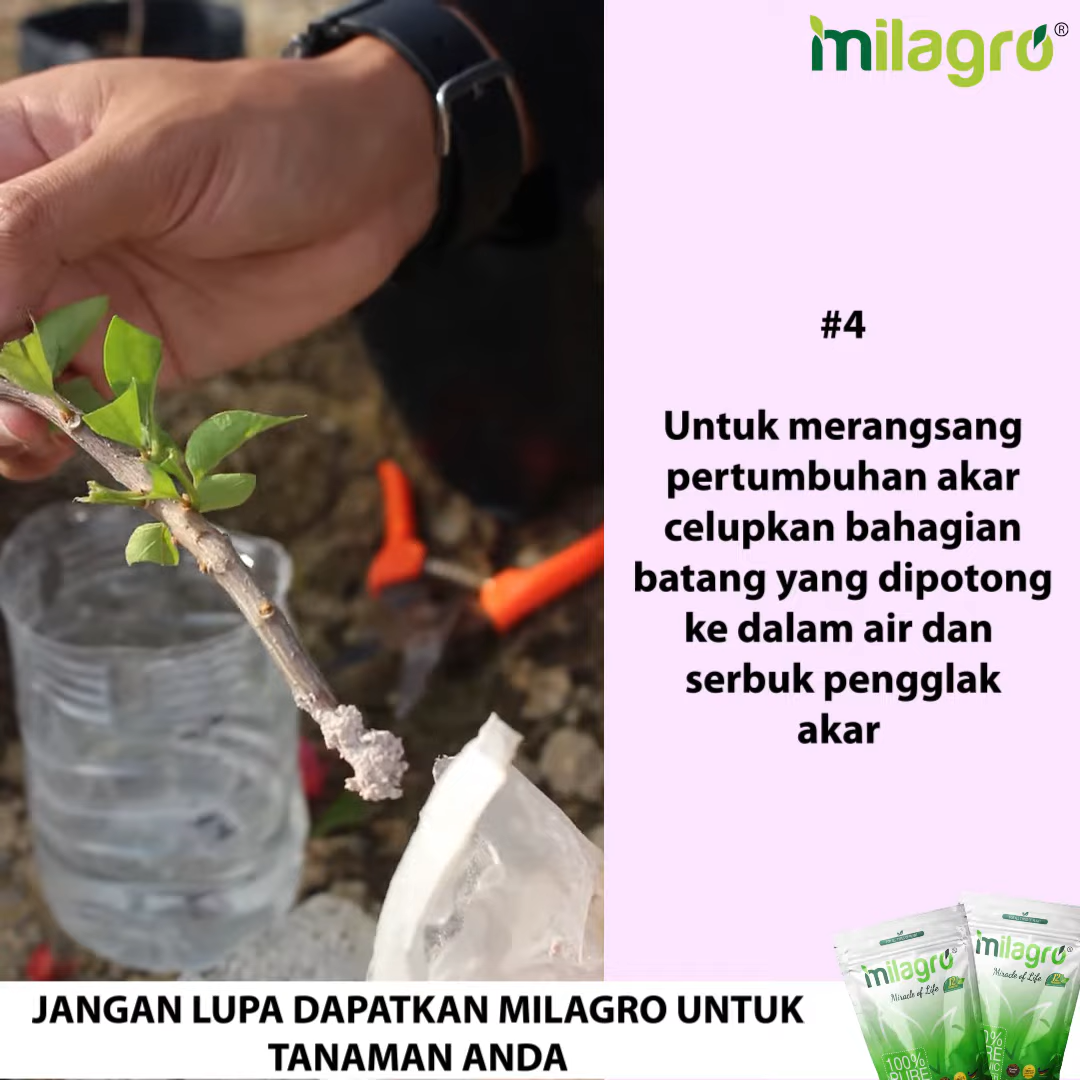 milagro®
#4
Untuk merangsang
pertumbuhan akar
celupkan bahagian
batang yang dipotong
ke dalam air dan
serbuk pengglak
akar
JANGAN LUPA DAPATKAN MILAGRO UNTUK
TANAMAN ANDA
milagro
Miracle of Life
100%
PURE
milagro®
Miracle of Life